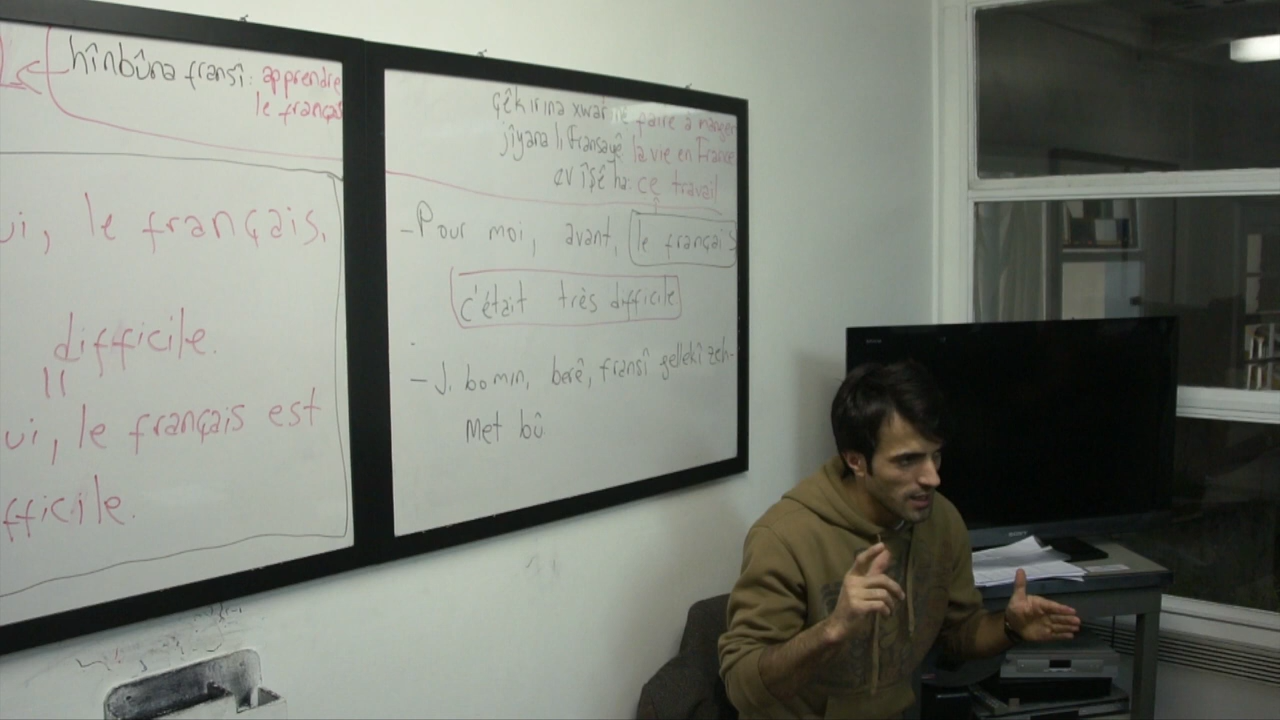 hînbûna fransî: apprendre
le français
ui, le français,
difficile.
ui, le français est
fficile.
çêkirina xwarinê faire à manger
jîyana li Fransayê la vie en France
ev îşê ha: ce travail
- Pour moi, avant, le français
c'était très difficile
- J. bo min, berê, fransî gellekî zeh-
met bû
SONY